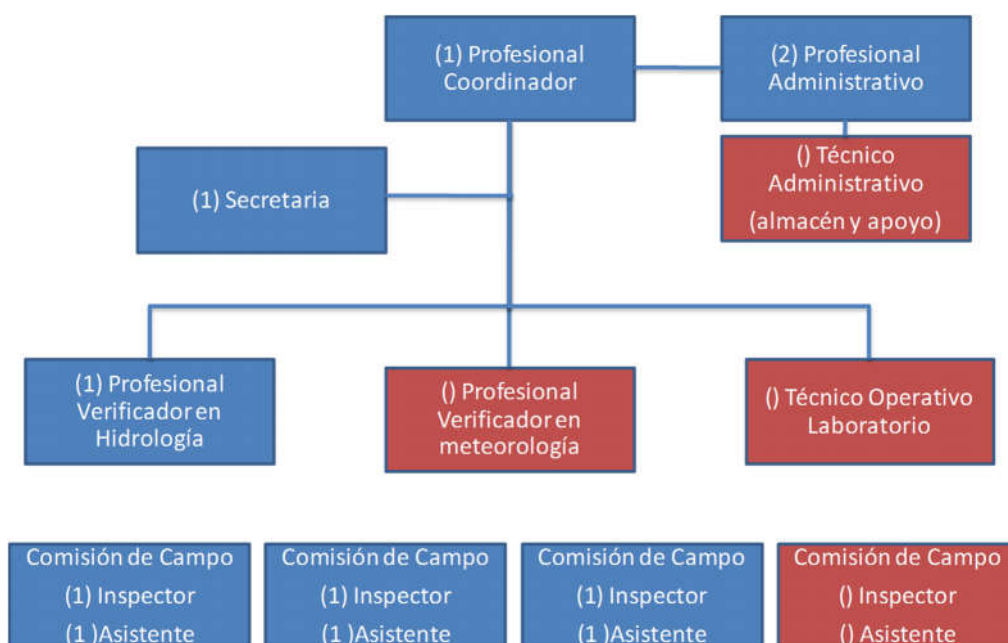 (1) Profesional
Coordinador
(2) Profesional
Administrativo
() Técnico
Administrativo
(almacén y apoyo)
(1) Secretaria
(1) Profesional
Verificador en
Hidrología
() Profesional
Verificador en
meteorología
() Técnico Operativo
Laboratorio
Comisión de Campo
(1) Inspector
(1 )Asistente
Comisión de Campo
(1) Inspector
(1 )Asistente
Comisión de Campo
(1) Inspector
(1 )Asistente
Comisión de Campo
() Inspector
() Asistente